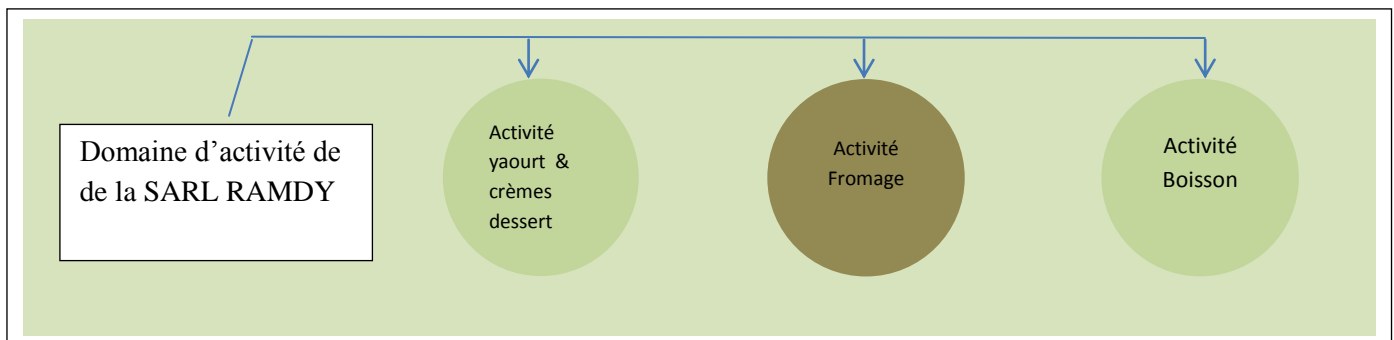 Domaine d’activité de
de la SARL RAMDY
Activité
yaourt &
crèmes
dessert
Activité
Fromage
Activité
Boisson